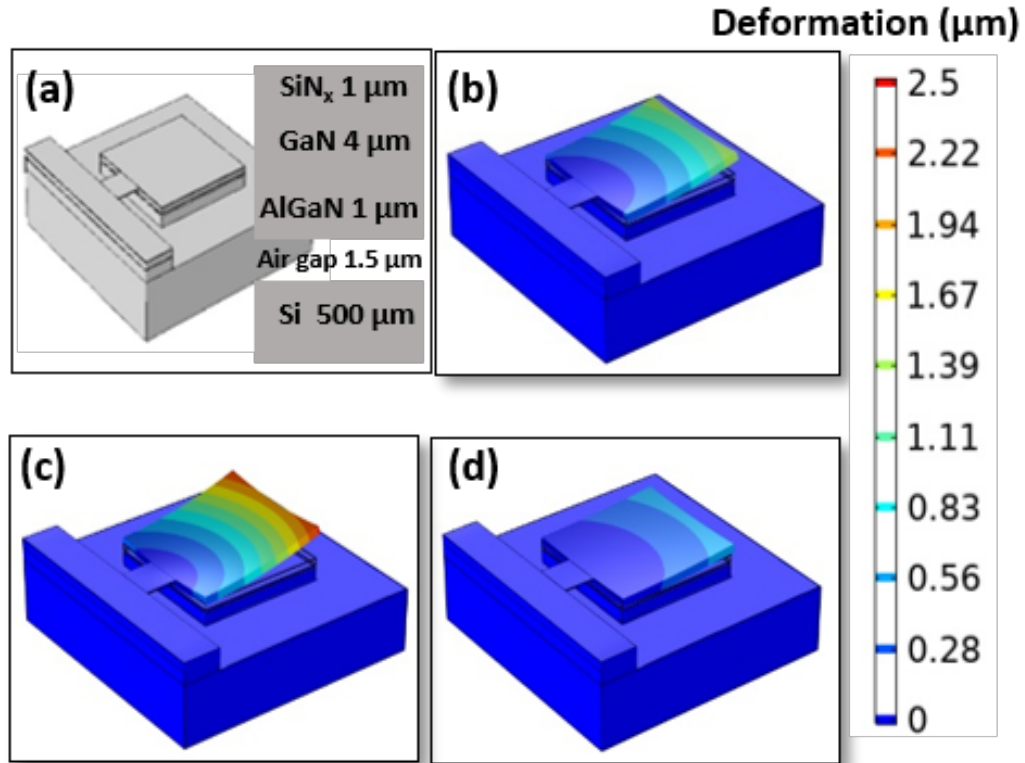 Deformation (µm)
(a)
SiNx 1 µm
GaN 4 µm
AlGaN 1 µm
Air gap 1.5 µm
Si 500 µm
(b)
2.5
2.22
1.94
1.67
1.39
1.11
0.83
0.56
0.28
0
(c)
(d)